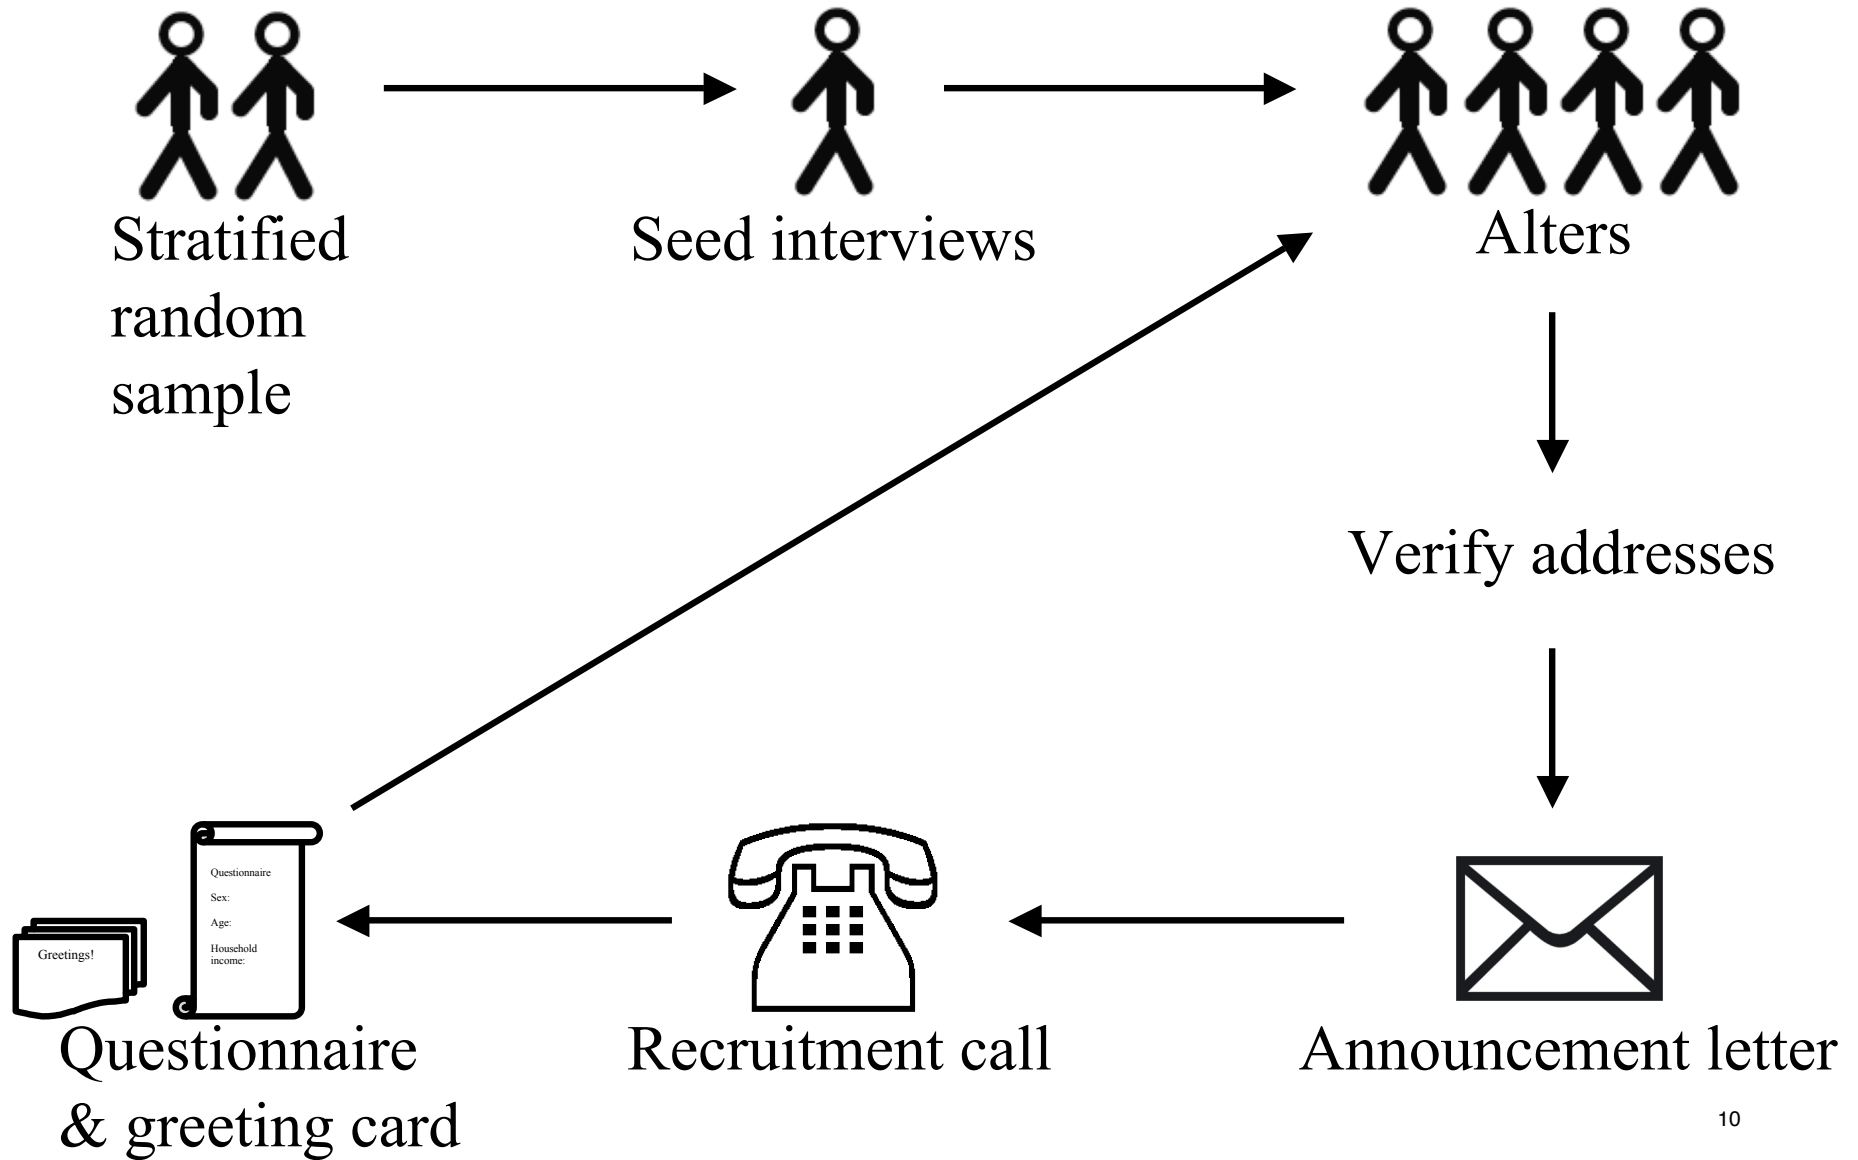 Stratified
random
sample
Seed interviews
Alters
Verify addresses
Greetings!
Questionnaire
Sex:
Age:
Household
income:
Questionnaire
& greeting card
Recruitment call
Announcement letter
10